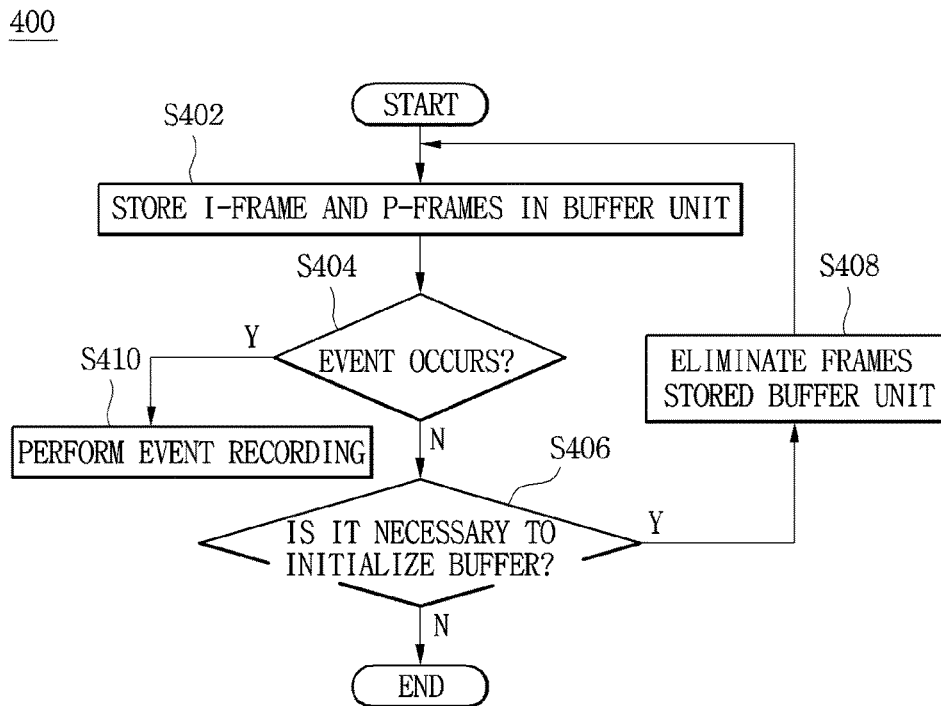 400
START
S402
STORE I-FRAME AND P-FRAMES IN BUFFER UNIT
S404
S408
Y
EVENT OCCURS?
ELIMINATE FRAMES
STORED BUFFER UNIT
S410
PERFORM EVENT RECORDING
N
S406
IS IT NECESSARY TO
INITIALIZE BUFFER?
Y
N
END